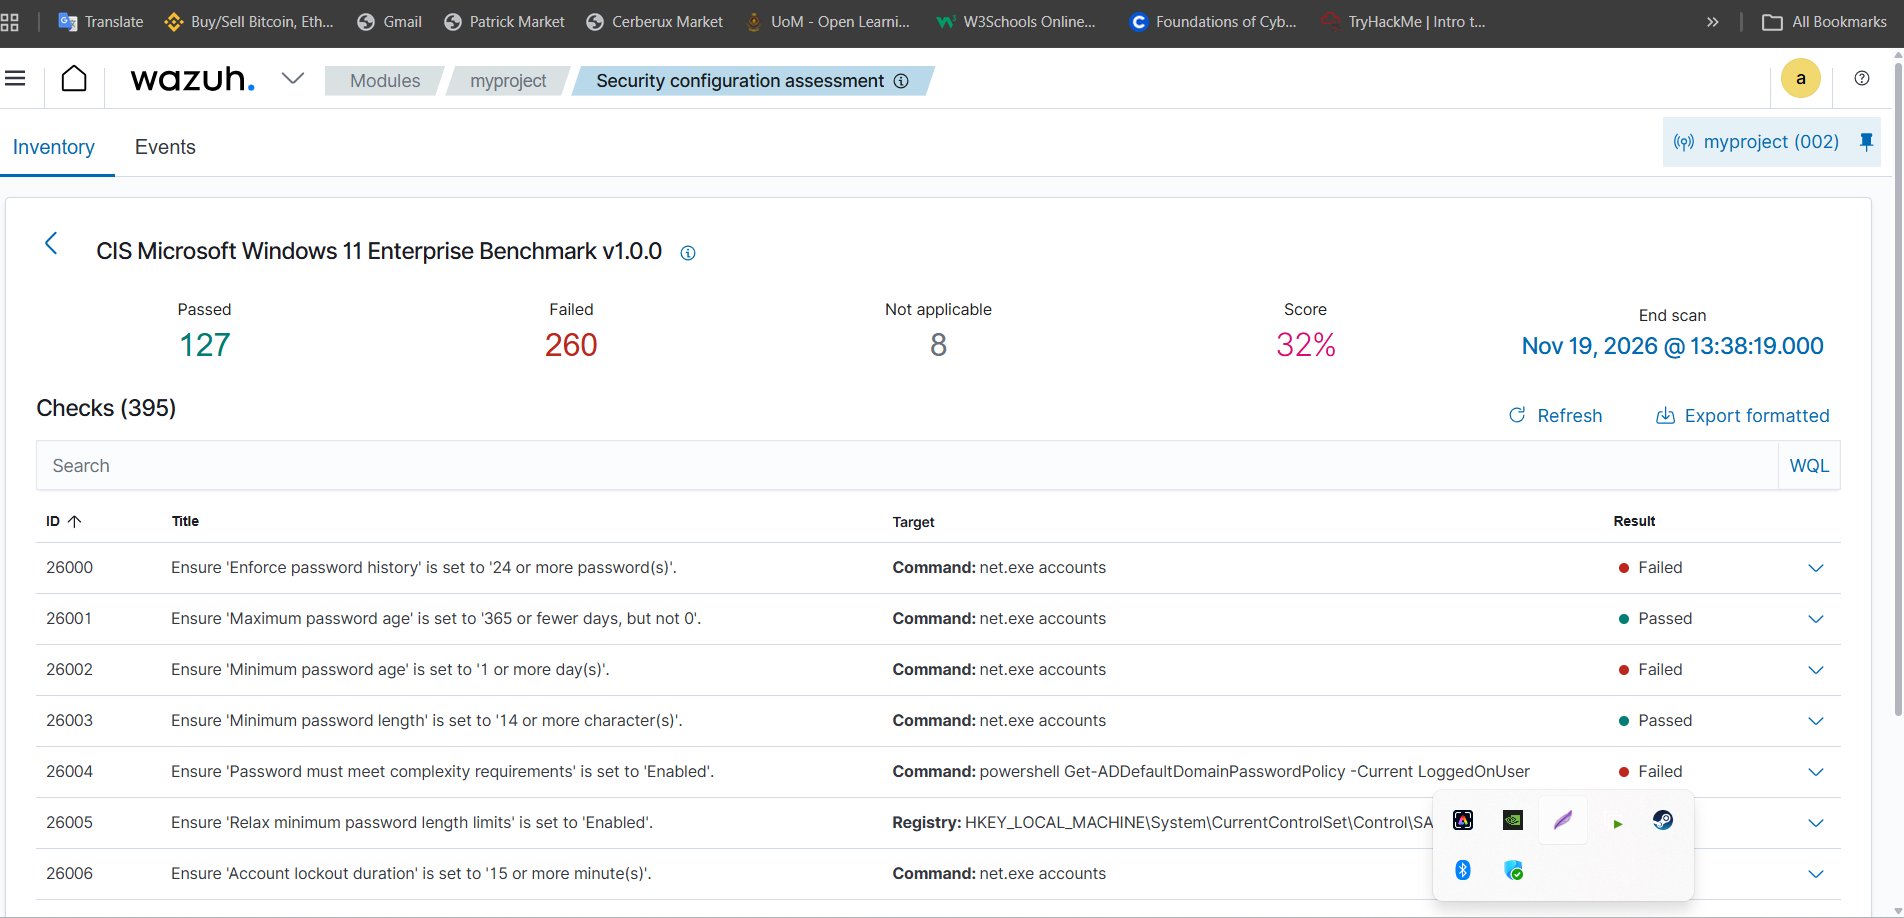 Translate Buy/Sell Bitcoin, Eth... Gmail Patrick Market Cerberux Market UoM - Open Learni... W3Schools Online... Foundations of Cyb... TryHackMe | Intro t... » All Bookmarks
wazuh. Modules myproject Security configuration assessment a
Inventory Events myproject (002)
CIS Microsoft Windows 11 Enterprise Benchmark v1.0.0
Passed Failed Not applicable Score End scan
127 260 8 32% Nov 19, 2026 @ 13:38:19.000
Checks (395) Refresh Export formatted
Search WQL
ID Title Target Result
26000 Ensure 'Enforce password history' is set to '24 or more password(s)'. Command: net.exe accounts Failed
26001 Ensure 'Maximum password age' is set to '365 or fewer days, but not 0'. Command: net.exe accounts Passed
26002 Ensure 'Minimum password age' is set to '1 or more day(s)'. Command: net.exe accounts Failed
26003 Ensure 'Minimum password length' is set to '14 or more character(s)'. Command: net.exe accounts Passed
26004 Ensure 'Password must meet complexity requirements' is set to 'Enabled'. Command: powershell Get-ADDefaultDomainPasswordPolicy -Current LoggedOnUser Failed
26005 Ensure 'Relax minimum password length limits' is set to 'Enabled'. Registry: HKEY_LOCAL_MACHINE\System\CurrentControlSet\Control\SA
26006 Ensure 'Account lockout duration' is set to '15 or more minute(s)'. Command: net.exe accounts